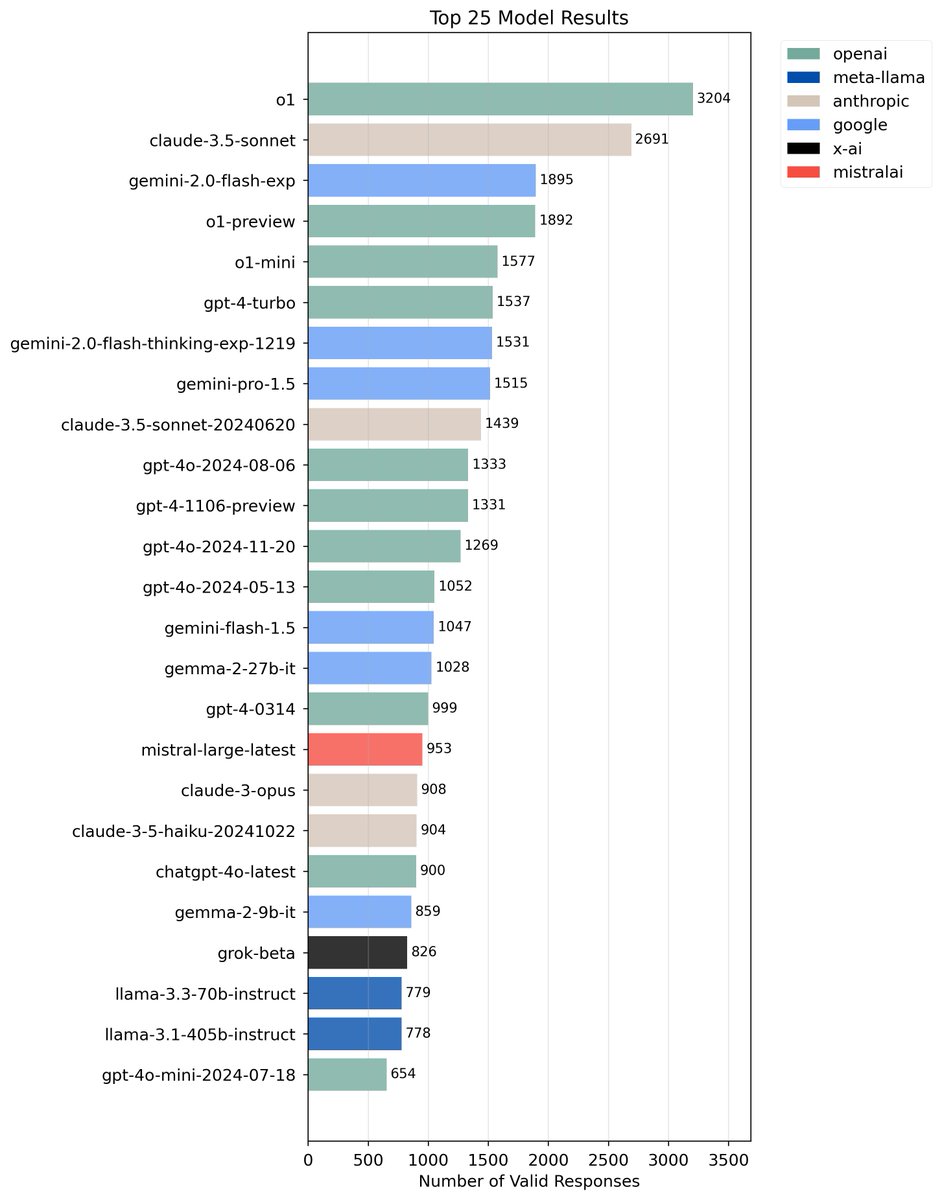 Top 25 Model Results
openai
meta-llama
anthropic
google
x-ai
mistralai
o1 3204
claude-3.5-sonnet 2691
gemini-2.0-flash-exp 1895
o1-preview 1892
o1-mini 1577
gpt-4-turbo 1537
gemini-2.0-flash-thinking-exp-1219 1531
gemini-pro-1.5 1515
claude-3.5-sonnet-20240620 1439
gpt-4o-2024-08-06 1333
gpt-4-1106-preview 1331
gpt-4o-2024-11-20 1269
gpt-4o-2024-05-13 1052
gemini-flash-1.5 1047
gemma-2-27b-it 1028
gpt-4-0314 999
mistral-large-latest 953
claude-3-opus 908
claude-3-5-haiku-20241022 904
chatgpt-4o-latest 900
gemma-2-9b-it 859
grok-beta 826
llama-3.3-70b-instruct 779
llama-3.1-405b-instruct 778
gpt-4o-mini-2024-07-18 654
0 500 1000 1500 2000 2500 3000 3500
Number of Valid Responses